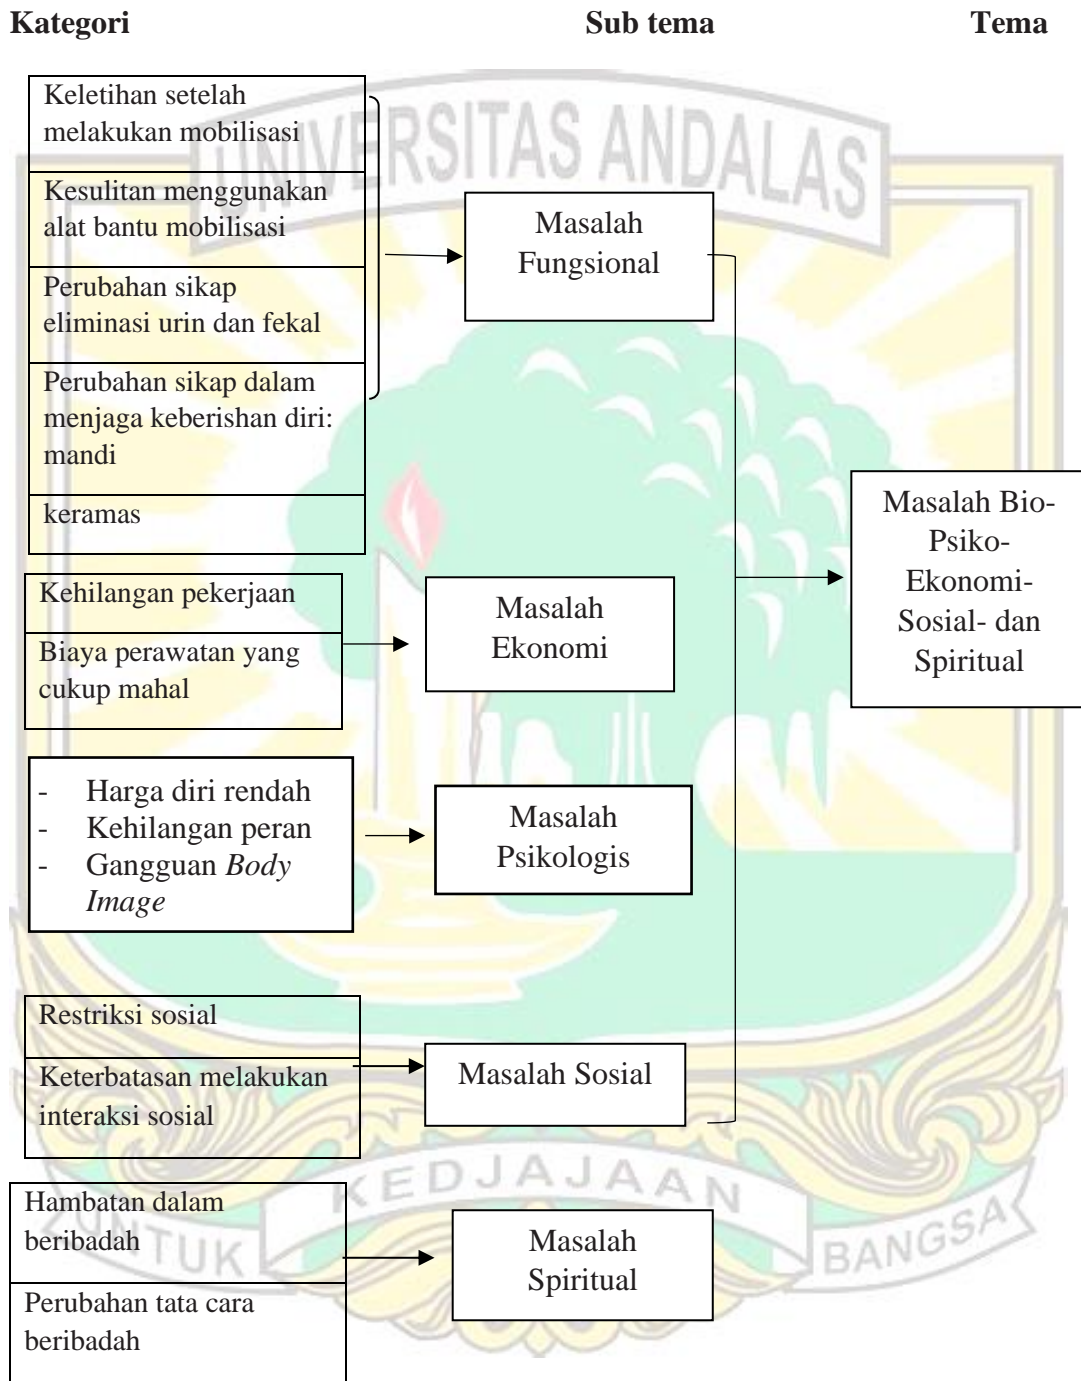 Kategori Sub tema Tema
UNIVERSITAS ANDALAS
Keletihan setelah
melakukan mobilisasi
Kesulitan menggunakan
alat bantu mobilisasi
Perubahan sikap
eliminasi urin dan fekal
Perubahan sikap dalam
menjaga keberishan diri:
mandi
keramas
Masalah
Fungsional
Kehilangan pekerjaan
Biaya perawatan yang
cukup mahal
Masalah
Ekonomi
- Harga diri rendah
- Kehilangan peran
- Gangguan Body
Image
Masalah
Psikologis
Restriksi sosial
Keterbatasan melakukan
interaksi sosial
Masalah Sosial
Hambatan dalam
beribadah
Perubahan tata cara
beribadah
Masalah
Spiritual
Masalah Bio-
Psiko-
Ekonomi-
Sosial- dan
Spiritual
UNTUK KEDJAJAAN BANGSA